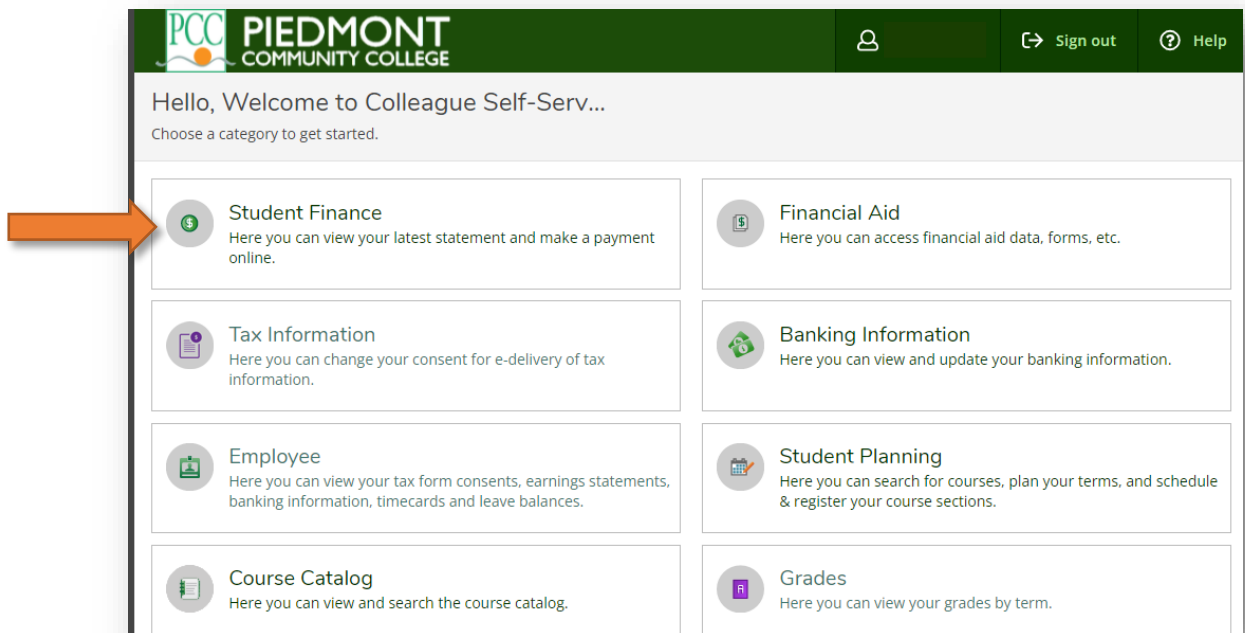 PCC PIEDMONT
COMMUNITY COLLEGE
Sign out
Help
Hello, Welcome to Colleague Self-Serv...
Choose a category to get started.
Student Finance
Here you can view your latest statement and make a payment
online.
Financial Aid
Here you can access financial aid data, forms, etc.
Tax Information
Here you can change your consent for e-delivery of tax
information.
Banking Information
Here you can view and update your banking information.
Employee
Here you can view your tax form consents, earnings statements,
banking information, timecards and leave balances.
Student Planning
Here you can search for courses, plan your terms, and schedule
& register your course sections.
Course Catalog
Here you can view and search the course catalog.
Grades
Here you can view your grades by term.